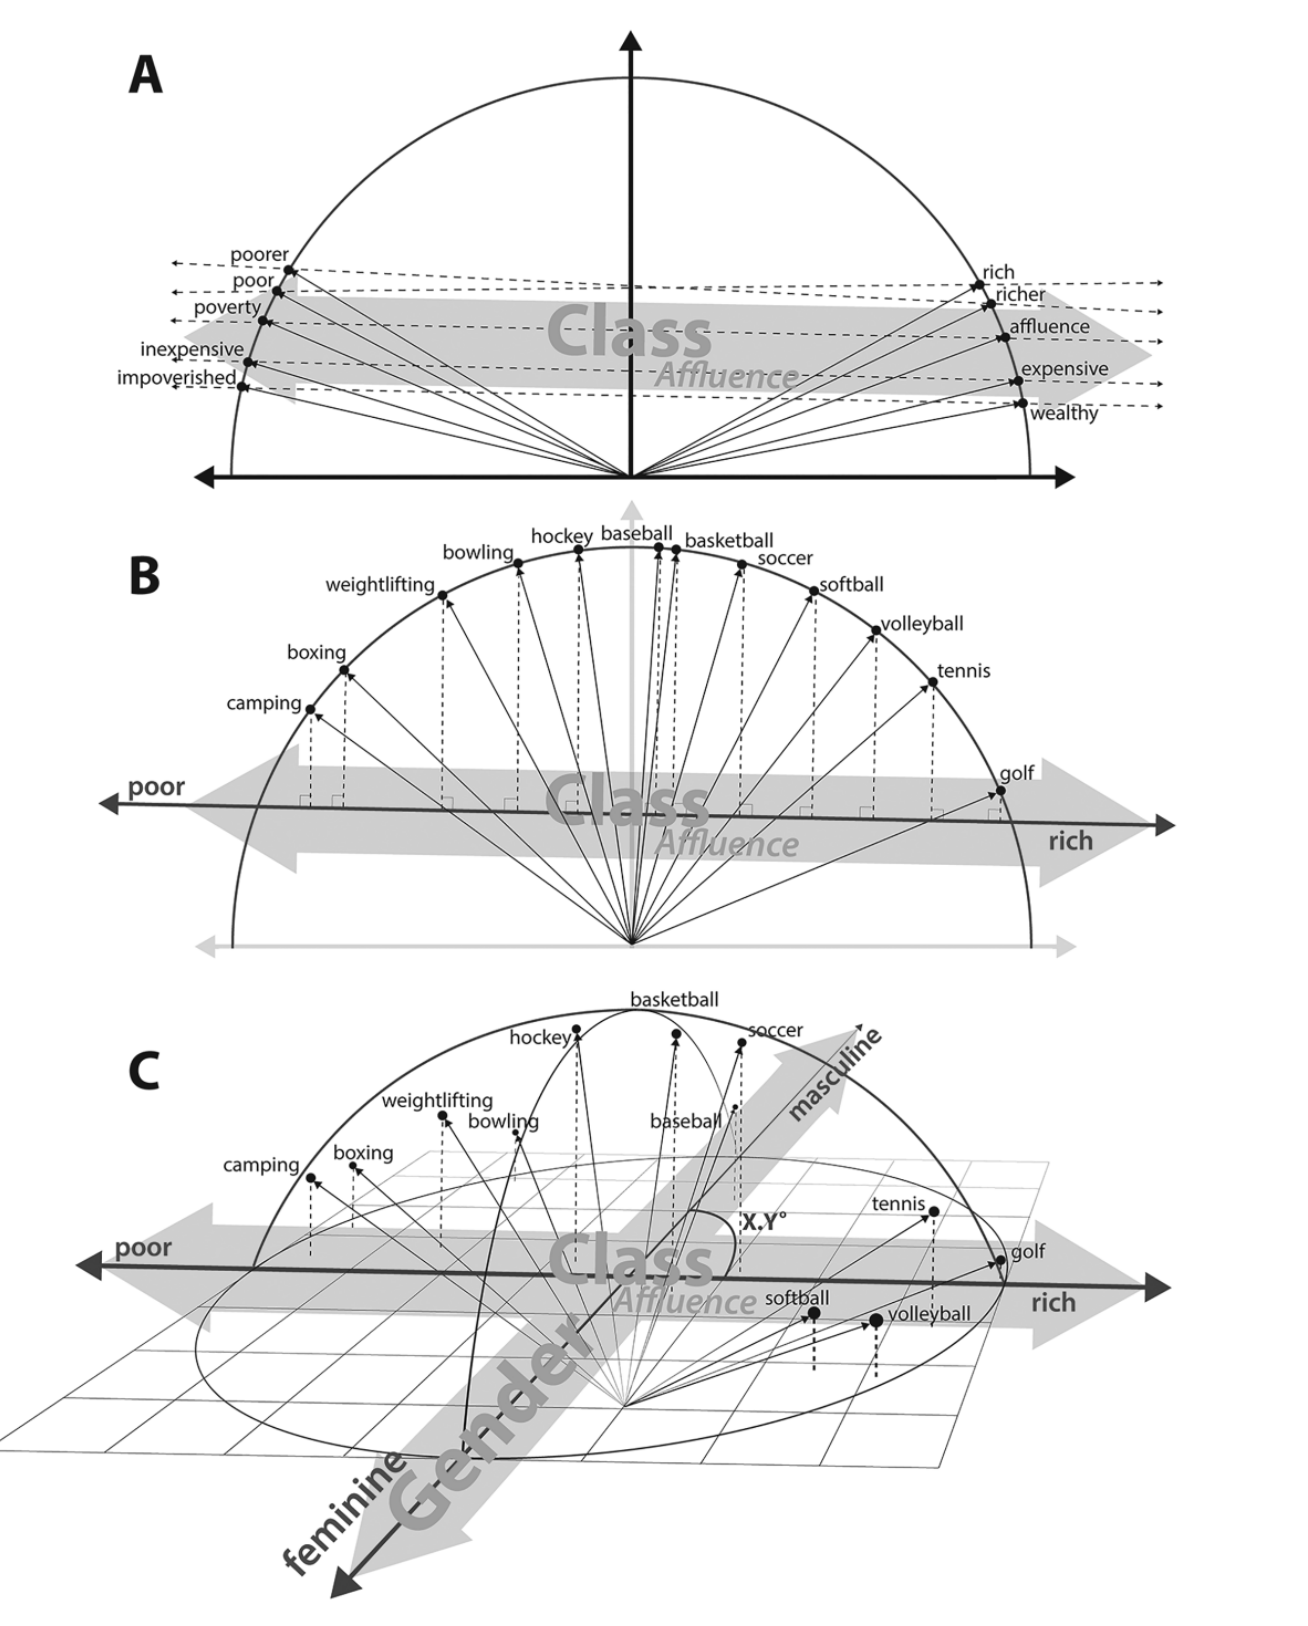 A
poorer
poor
poverty
inexpensive
impoverished
rich
richer
affluence
expensive
wealthy
Class
Affluence
B
hockey
baseball
basketball
bowling
soccer
weightlifting
softball
volleyball
boxing
tennis
camping
golf
poor
Class
Affluence
rich
C
basketball
hockey
soccer
masculine
weightlifting
bowling
baseball
boxing
camping
tennis
X.Y°
poor
Class
golf
Affluence
softball
rich
volleyball
Gender
feminine